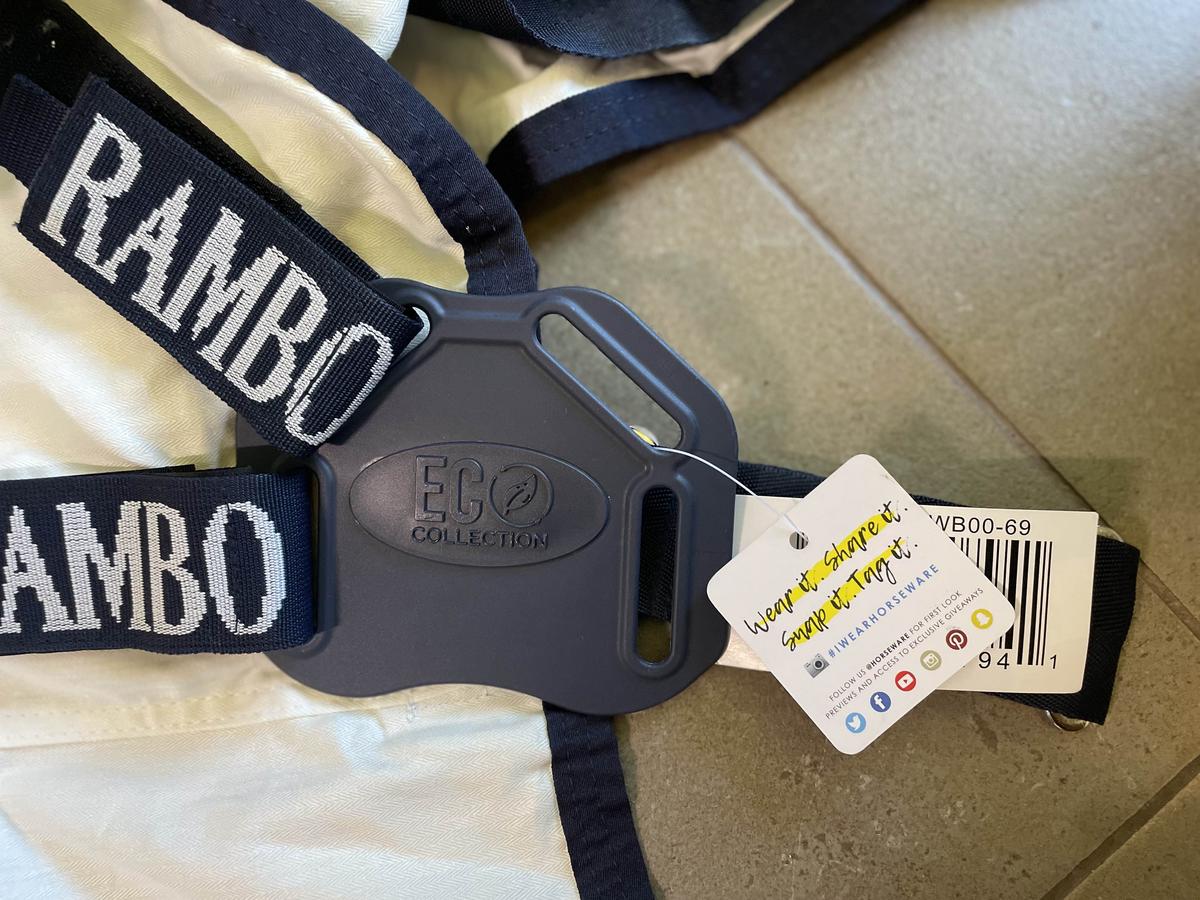 RAMBO
AMBO
ECO
COLLECTION
WB00-69
94 1
Wear it. Share it.
Snap it. Tag it.
#IWEARHORSEWARE
FOLLOW US @HORSEWARE FOR FIRST LOOK
PREVIEWS AND ACCESS TO EXCLUSIVE GIVEAWAYS